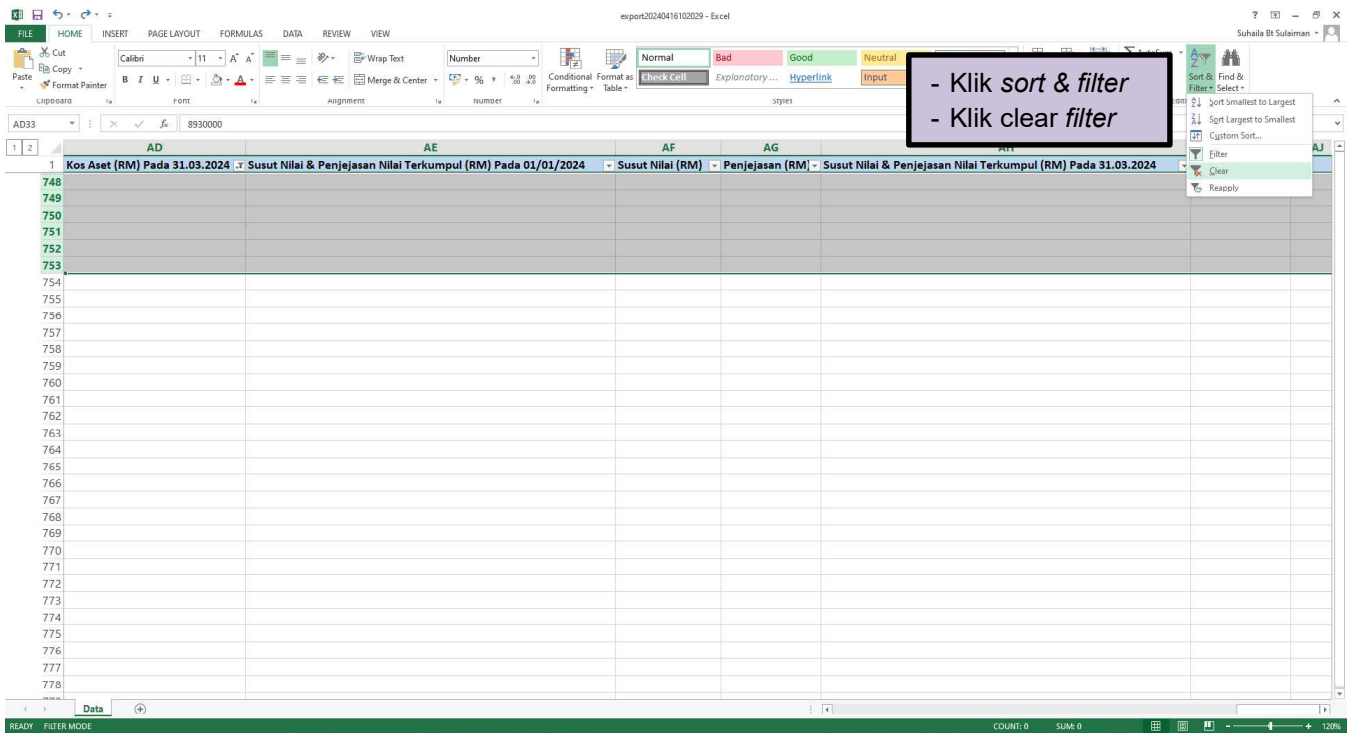 export20240416102029 - Excel
FILE HOME INSERT PAGE LAYOUT FORMULAS DATA REVIEW VIEW
Suhaila Bt Sulaiman
Paste
Cut
Copy
Format Painter
Clipboard
Calibri 11
B I U
Font
Wrap Text
Merge & Center
Alignment
Number
Number
Conditional Formatting
Format as Table
Normal Bad Good Neutral
Check Cell Explanatory ... Hyperlink Input
Styles
- Klik sort & filter
- Klik clear filter
Sort & Filter
Find & Select
Sort Smallest to Largest
Sort Largest to Smallest
Custom Sort...
Filter
Clear
Reapply
AD33 fx 8930000
1 2 AD AE AF AG AH AJ
1 Kos Aset (RM) Pada 31.03.2024 Susut Nilai & Penjejasan Nilai Terkumpul (RM) Pada 01/01/2024 Susut Nilai (RM) Penjejasan (RM) Susut Nilai & Penjejasan Nilai Terkumpul (RM) Pada 31.03.2024
748
749
750
751
752
753
754
755
756
757
758
759
760
761
762
763
764
765
766
767
768
769
770
771
772
773
774
775
776
777
778
Data
READY FILTER MODE COUNT: 0 SUM: 0 120%